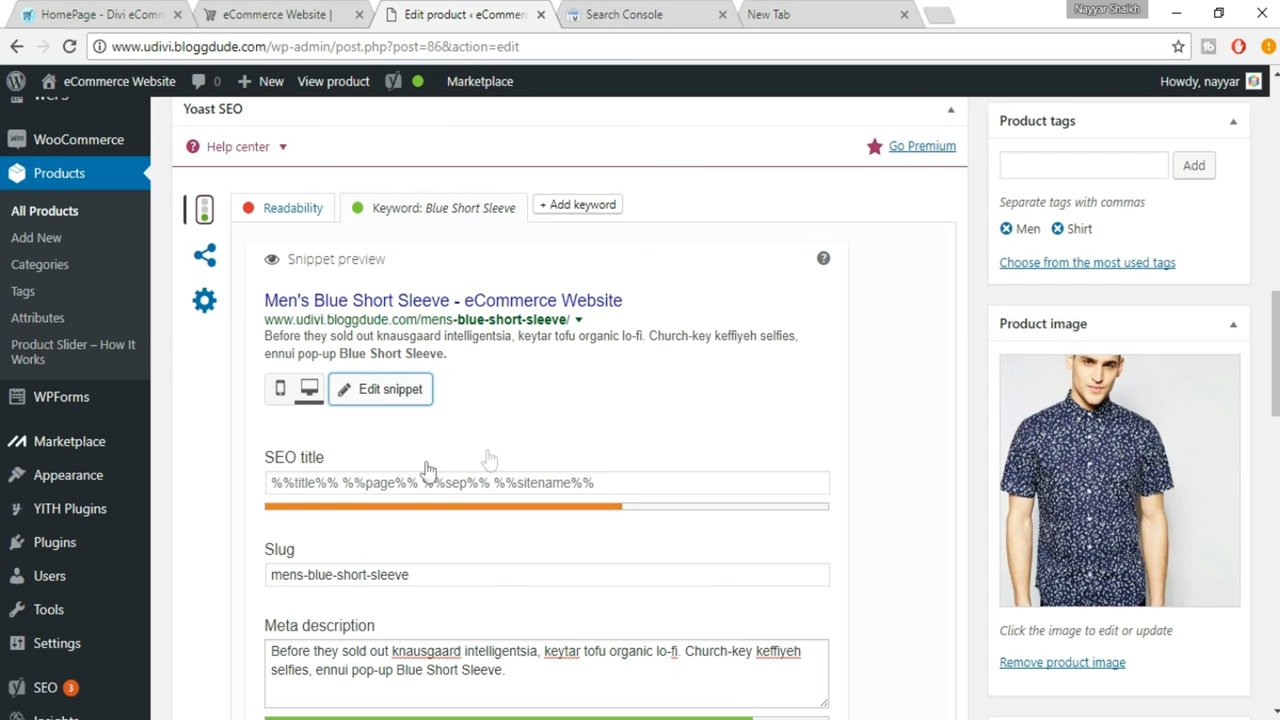 HomePage - Divi eComm
eCommerce Website |
Edit product ‹ eCommerc
Search Console
New Tab
Nayyar Shaikh
www.udivi.bloggdude.com/wp-admin/post.php?post=86&action=edit
eCommerce Website
0
New
View product
Marketplace
Howdy, nayyar
WooCommerce
Products
All Products
Add New
Categories
Tags
Attributes
Product Slider – How It
Works
WPForms
Marketplace
Appearance
YITH Plugins
Plugins
Users
Tools
Settings
SEO 3
Yoast SEO
Help center
Go Premium
Readability
Keyword: Blue Short Sleeve
+ Add keyword
Snippet preview
Men's Blue Short Sleeve - eCommerce Website
www.udivi.bloggdude.com/mens-blue-short-sleeve/
Before they sold out knausgaard intelligentsia, keytar tofu organic lo-fi. Church-key keffiyeh selfies,
ennui pop-up Blue Short Sleeve.
Edit snippet
SEO title
%%title%% %%page%% %%sep%% %%sitename%%
Slug
mens-blue-short-sleeve
Meta description
Before they sold out knausgaard intelligentsia, keytar tofu organic lo-fi. Church-key keffiyeh
selfies, ennui pop-up Blue Short Sleeve.
Product tags
Add
Separate tags with commas
Men
Shirt
Choose from the most used tags
Product image
Click the image to edit or update
Remove product image